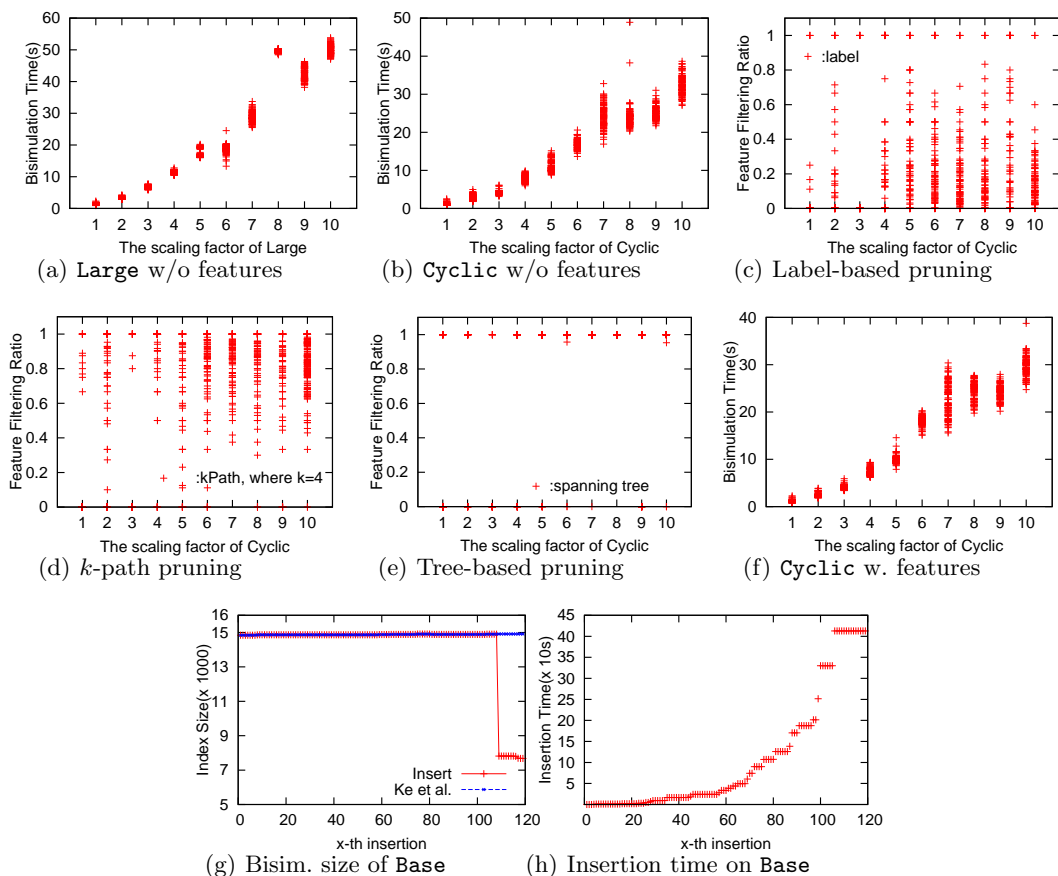 Bisimulation Time(s)
60
50
40
30
20
10
0
1 2 3 4 5 6 7 8 9 10
The scaling factor of Large
(a) Large w/o features
Bisimulation Time(s)
50
40
30
20
10
0
1 2 3 4 5 6 7 8 9 10
The scaling factor of Cyclic
(b) Cyclic w/o features
Feature Filtering Ratio
1
0.8
0.6
0.4
0.2
0
:label
1 2 3 4 5 6 7 8 9 10
The scaling factor of Cyclic
(c) Label-based pruning
Feature Filtering Ratio
1
0.8
0.6
0.4
0.2
0
:kPath, where k=4
1 2 3 4 5 6 7 8 9 10
The scaling factor of Cyclic
(d) k-path pruning
Feature Filtering Ratio
1
0.8
0.6
0.4
0.2
0
:spanning tree
1 2 3 4 5 6 7 8 9 10
The scaling factor of Cyclic
(e) Tree-based pruning
Bisimulation Time(s)
40
30
20
10
0
1 2 3 4 5 6 7 8 9 10
The scaling factor of Cyclic
(f) Cyclic w. features
Index Size(x 1000)
16
15
13
11
9
7
5
Insert
Ke et al.
0 20 40 60 80 100 120
x-th insertion
(g) Bisim. size of Base
Insertion Time(x 10s)
45
40
35
30
25
20
15
10
5
0 20 40 60 80 100 120
x-th insertion
(h) Insertion time on Base